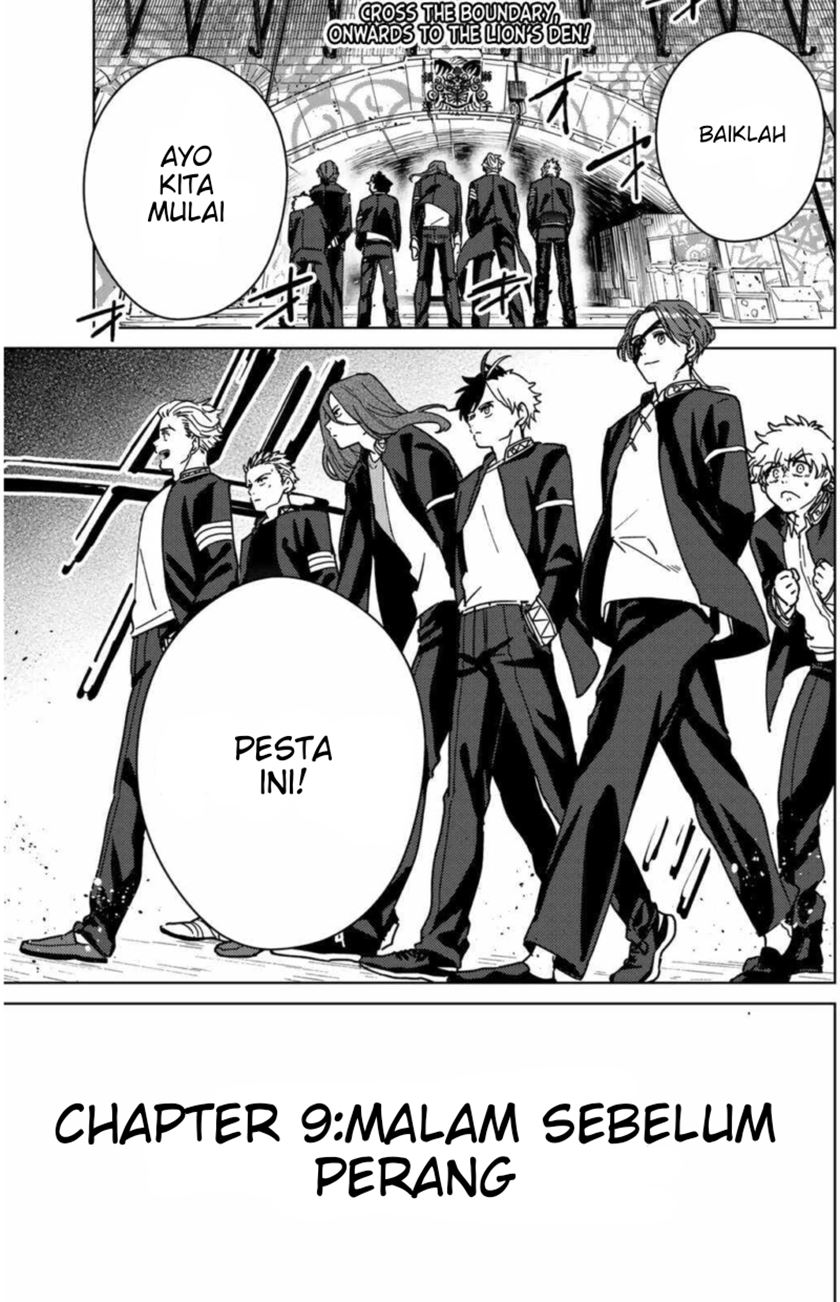 CROSS THE BOUNDARY,
ONWARDS TO THE LION'S DEN!
BAIKLAH
AYO
KITA
MULAI
PESTA
INI!
CHAPTER 9:MALAM SEBELUM
PERANG